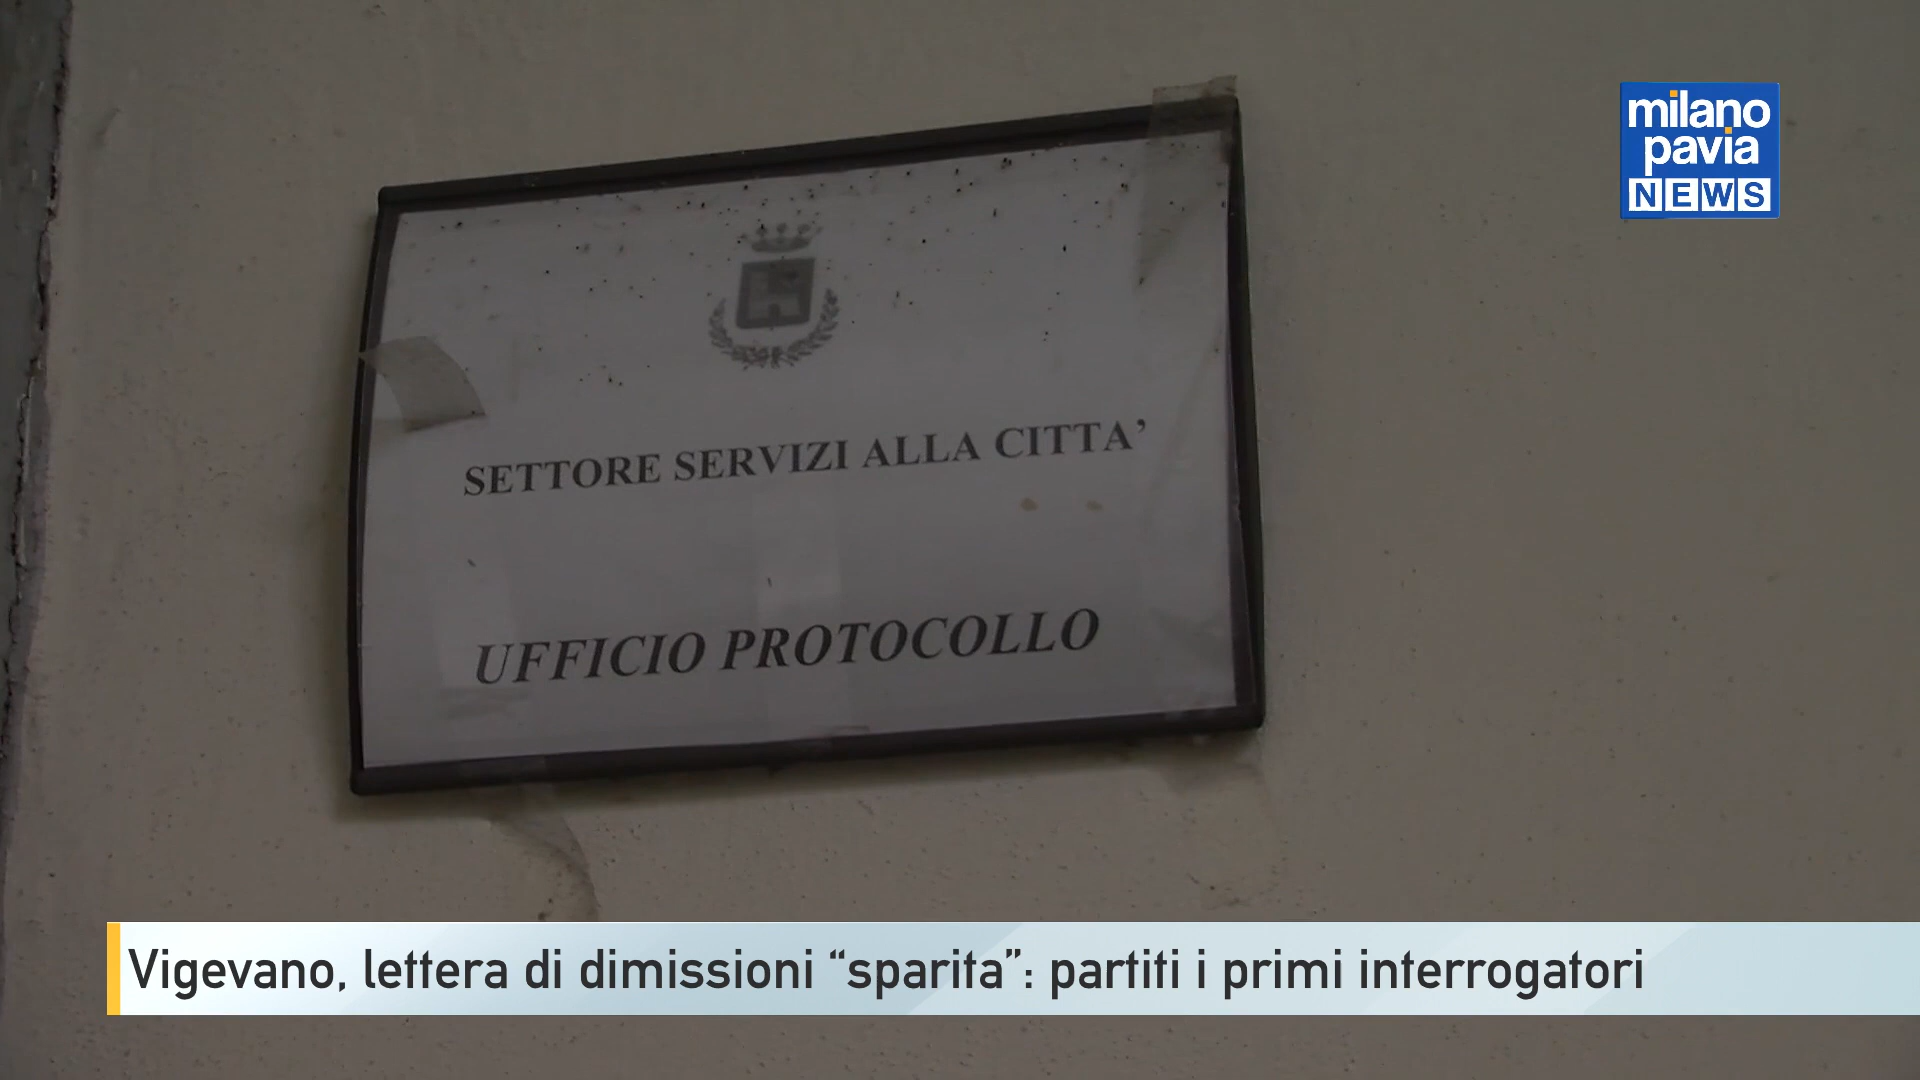 milano
pavia
NEWS
SETTORE SERVIZI ALLA CITTA’
UFFICIO PROTOCOLLO
Vigevano, lettera di dimissioni “sparita”: partiti i primi interrogatori